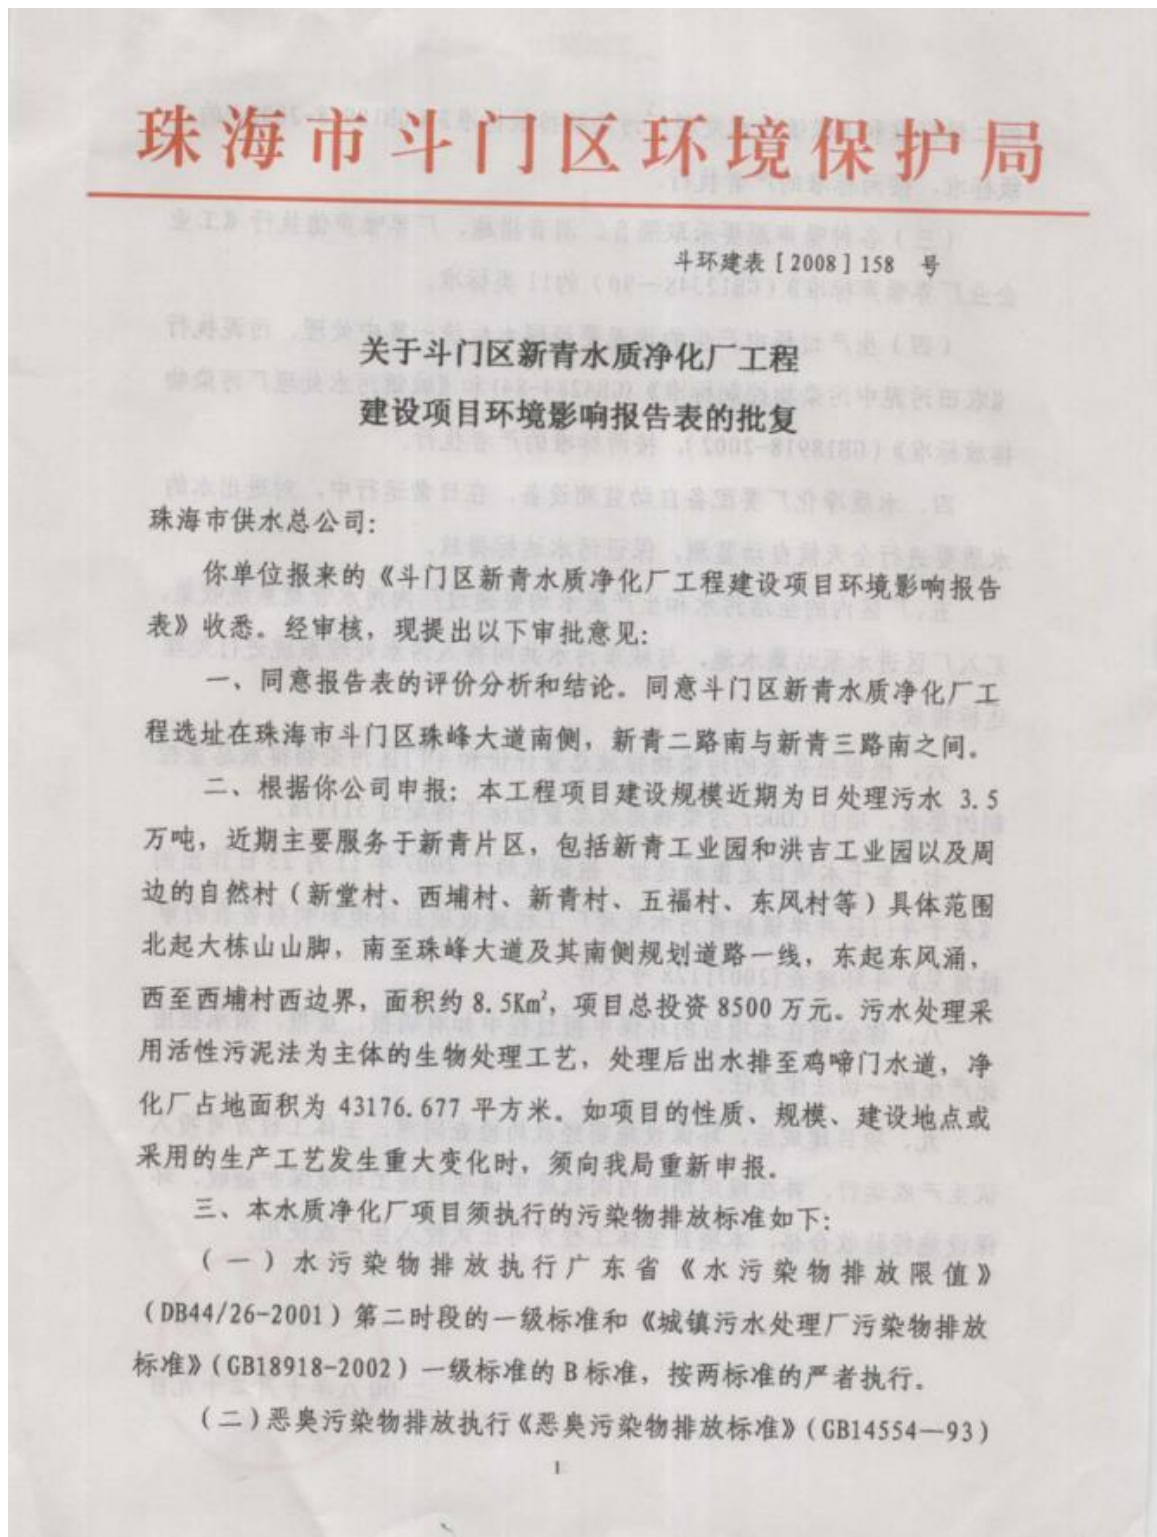 珠海市斗门区环境保护局
斗环建表[2008]158 号
关于斗门区新青水质净化厂工程
建设项目环境影响报告表的批复
珠海市供水总公司:
你单位报来的《斗门区新青水质净化厂工程建设项目环境影响报告
表》收悉。经审核，现提出以下审批意见:
一、同意报告表的评价分析和结论。同意斗门区新青水质净化厂工
程选址在珠海市斗门区珠峰大道南侧，新青二路南与新青三路南之间。
二、根据你公司申报：本工程项目建设规模近期为日处理污水 3.5
万吨，近期主要服务于新青片区，包括新青工业园和洪吉工业园以及周
边的自然村（新堂村、西埔村、新青村、五福村、东风村等）具体范围
北起大栋山山脚，南至珠峰大道及其南侧规划道路一线，东起东风涌，
西至西埔村西边界，面积约 8.5Km²，项目总投资 8500 万元。污水处理采
用活性污泥法为主体的生物处理工艺，处理后出水排至鸡啼门水道，净
化厂占地面积为 43176.677 平方米。如项目的性质、规模、建设地点或
采用的生产工艺发生重大变化时，须向我局重新申报。
三、本水质净化厂项目须执行的污染物排放标准如下:
（一）水污染物排放执行广东省《水污染物排放限值》
（DB44/26-2001）第二时段的一级标准和《城镇污水处理厂污染物排放
标准》（GB18918-2002）一级标准的 B 标准，按两标准的严者执行。
（二）恶臭污染物排放执行《恶臭污染物排放标准》（GB14554—93）
1